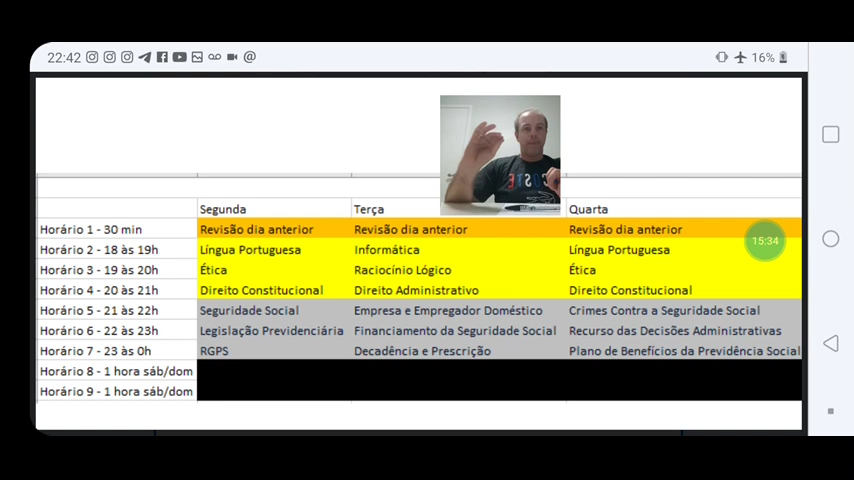 22:42 16%
Segunda Terça Quarta
Horário 1 - 30 min Revisão dia anterior Revisão dia anterior Revisão dia anterior
15:34
Horário 2 - 18 às 19h Língua Portuguesa Informática Língua Portuguesa
Horário 3 - 19 às 20h Ética Raciocínio Lógico Ética
Horário 4 - 20 às 21h Direito Constitucional Direito Administrativo Direito Constitucional
Horário 5 - 21 às 22h Seguridade Social Empresa e Empregador Doméstico Crimes Contra a Seguridade Social
Horário 6 - 22 às 23h Legislação Previdenciária Financiamento da Seguridade Social Recurso das Decisões Administrativas
Horário 7 - 23 às 0h RGPS Decadência e Prescrição Plano de Benefícios da Previdência Social
Horário 8 - 1 hora sáb/dom
Horário 9 - 1 hora sáb/dom